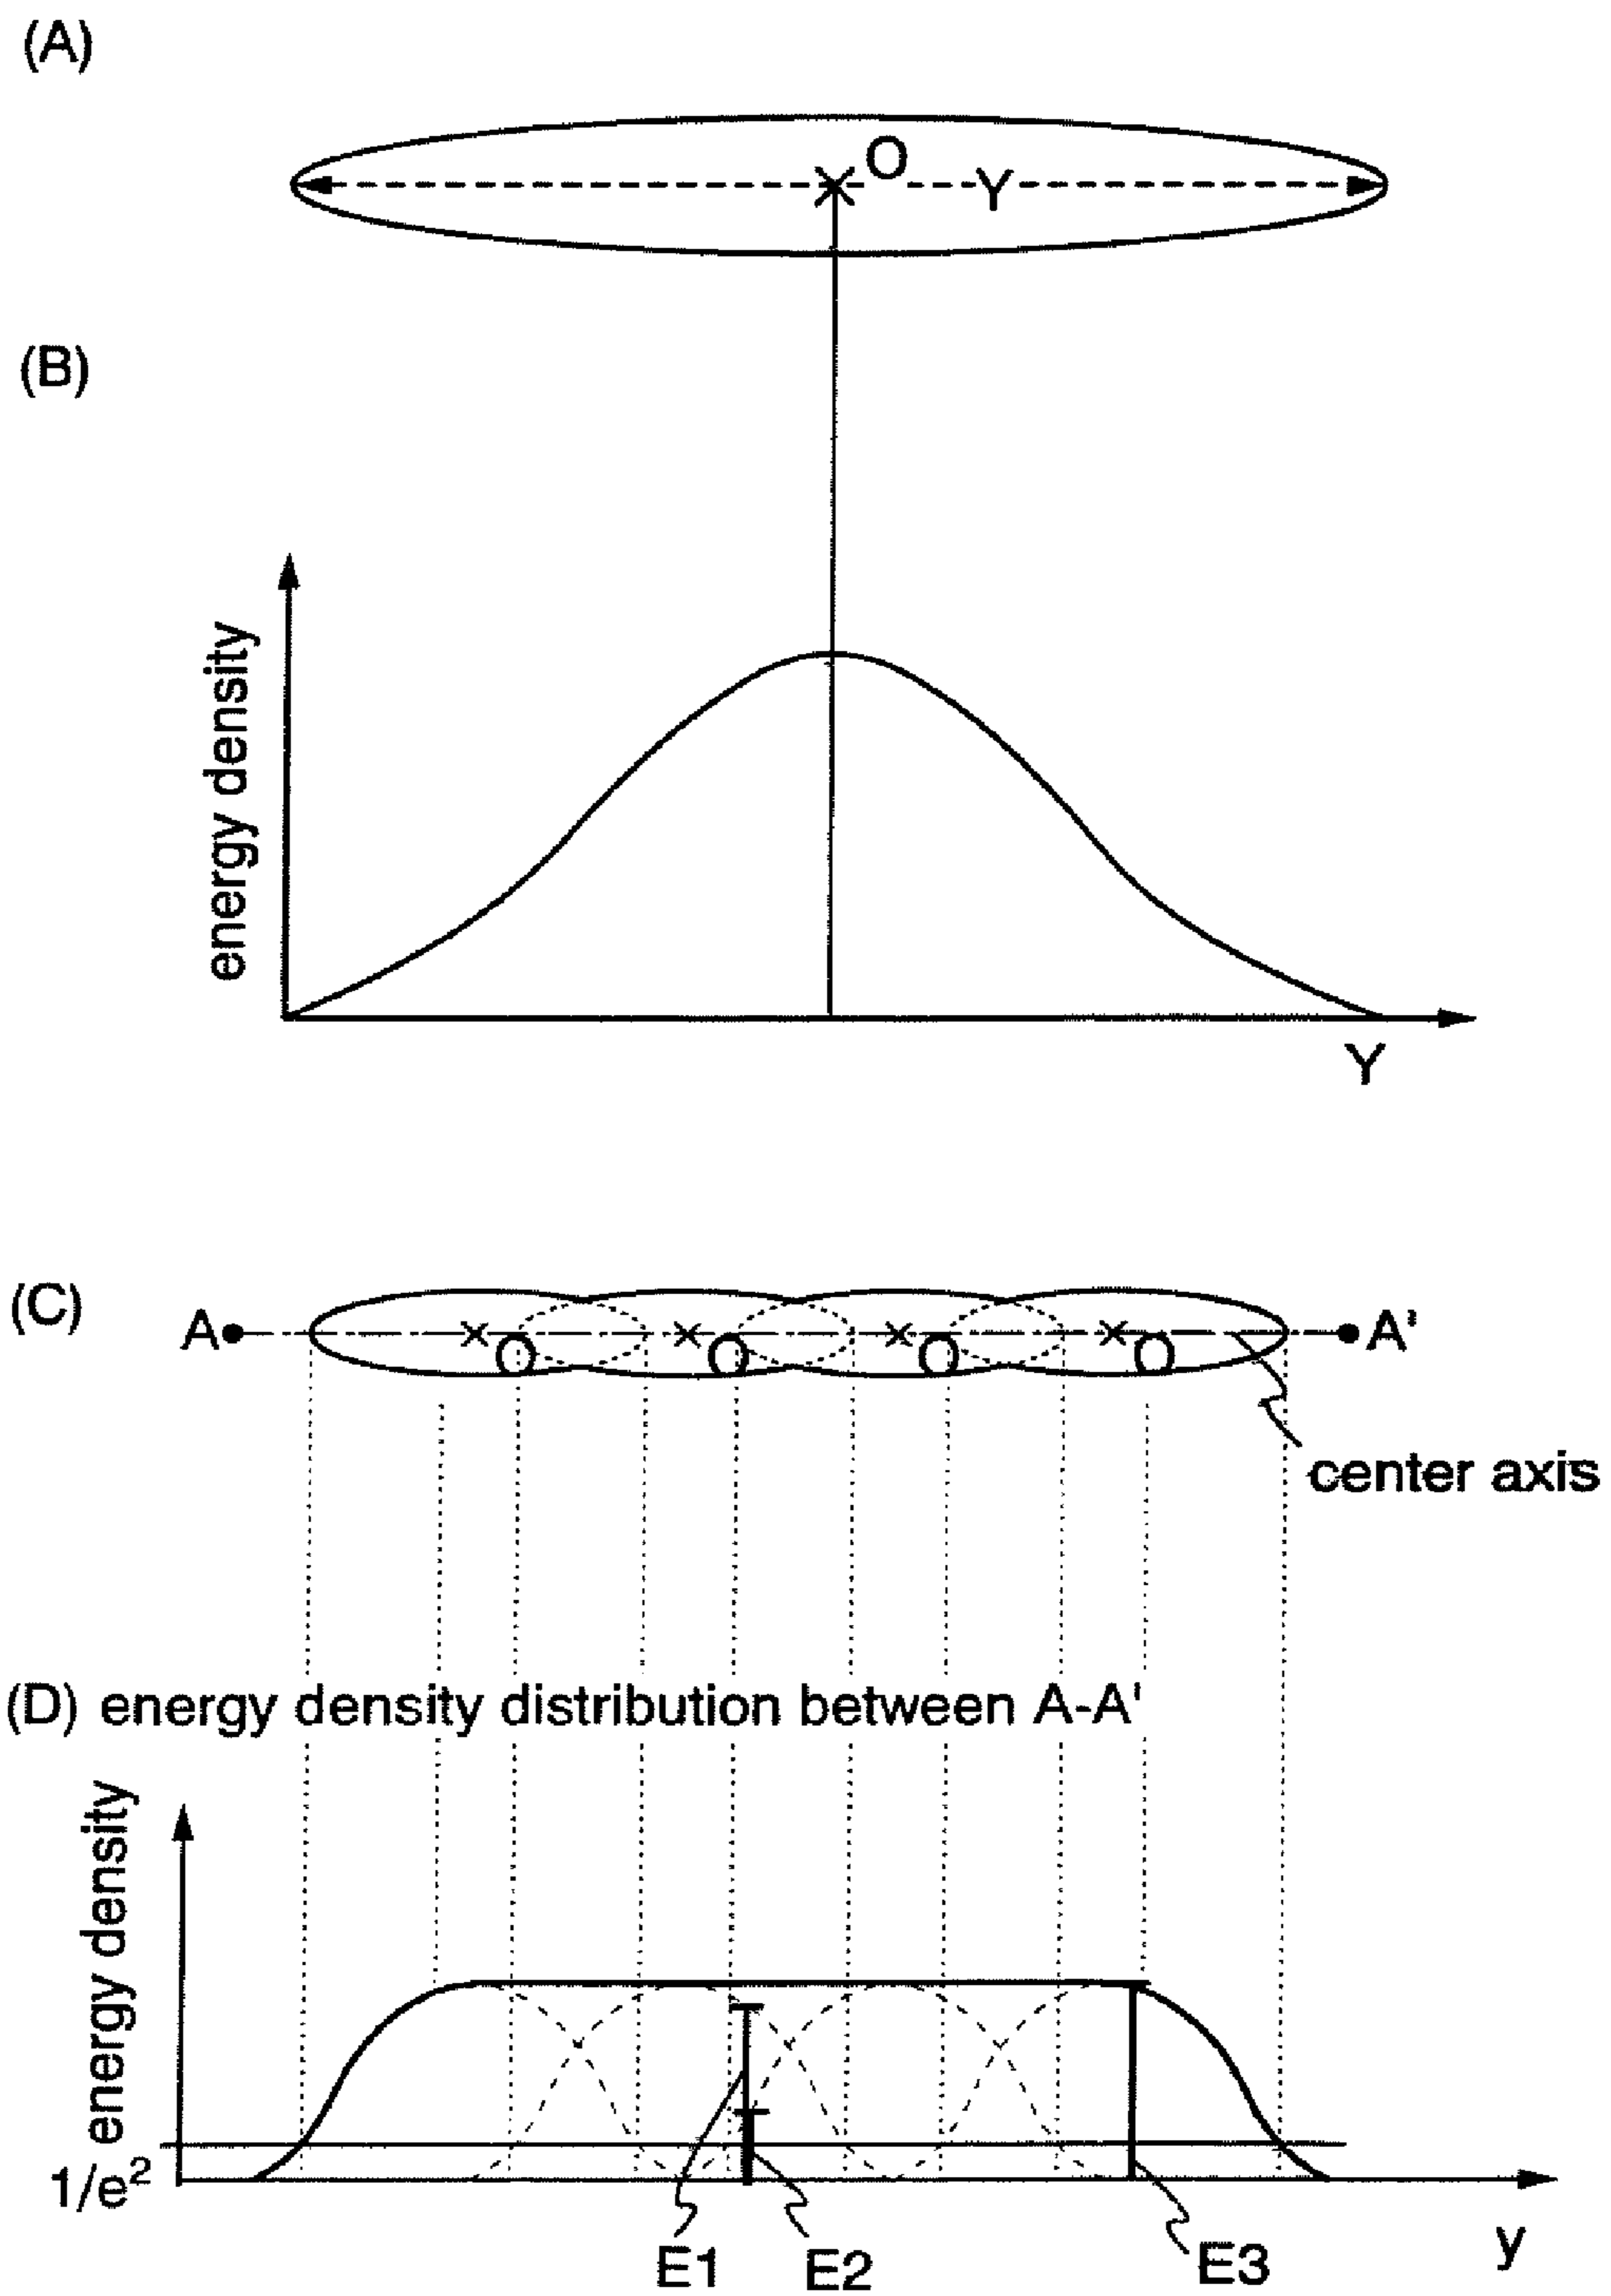 (A)
O
Y
(B)
energy density
Y
(C)
A
A'
O O O O
center axis
(D) energy density distribution between A-A'
energy density
1/e²
E1 E2 E3
y